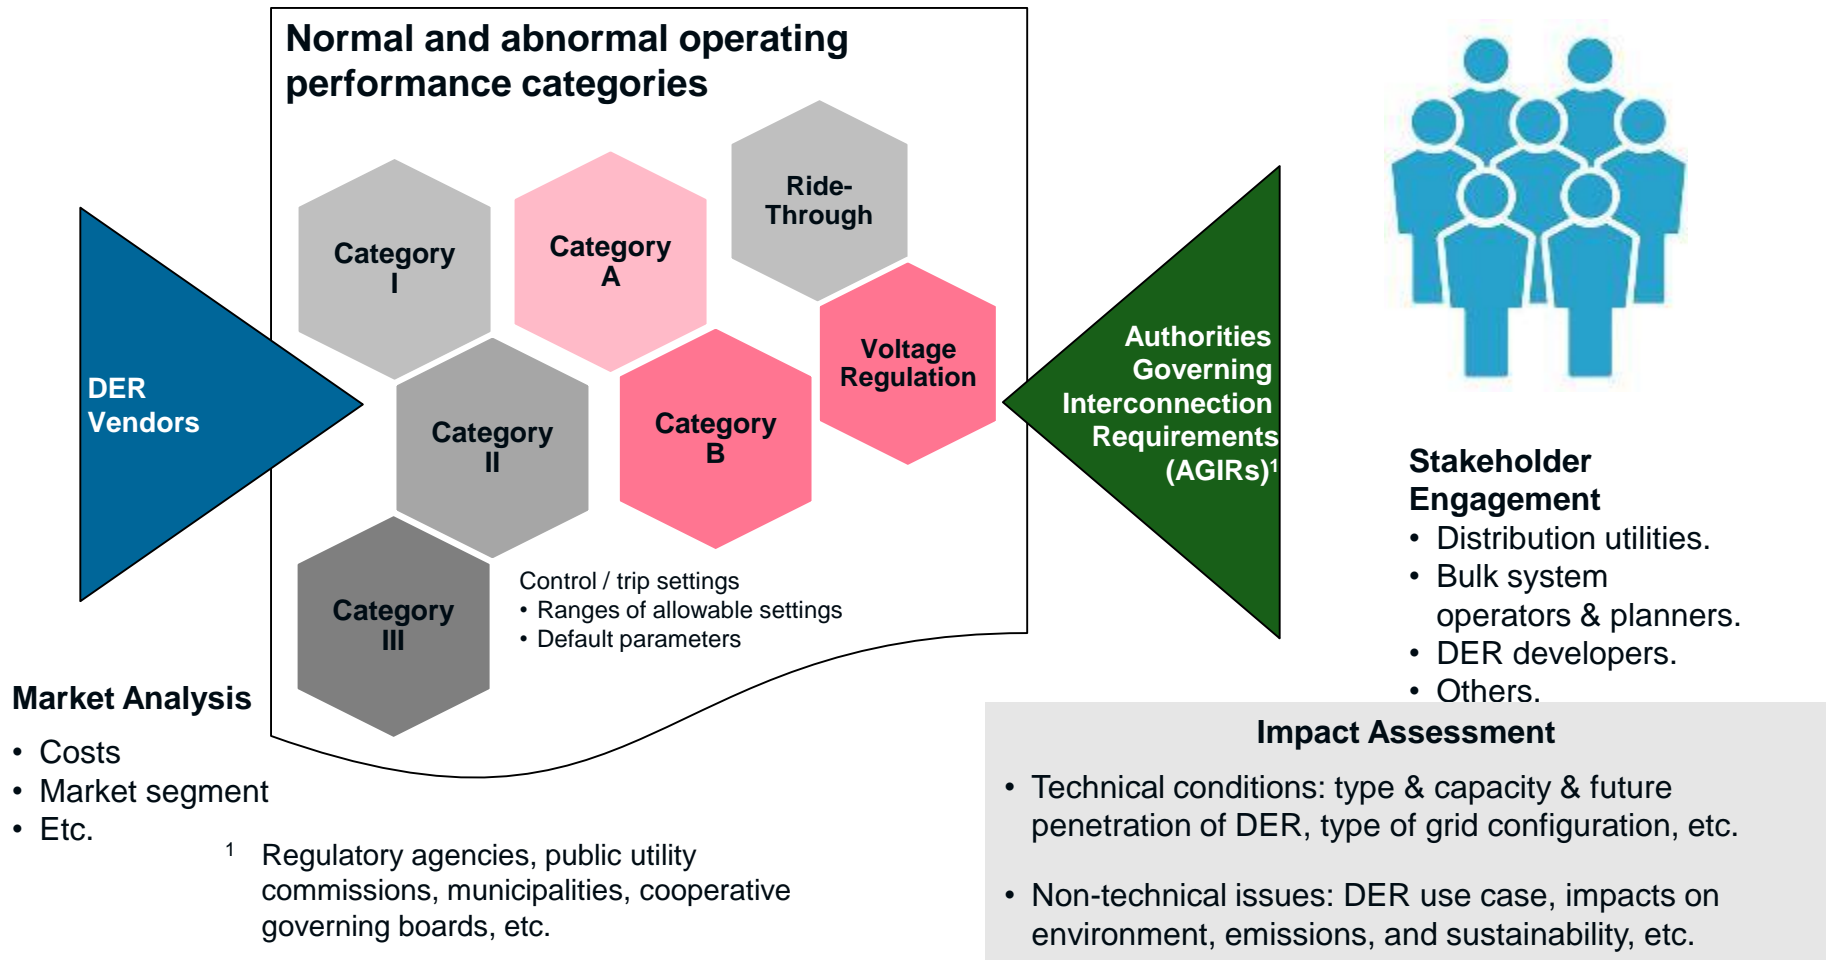 Normal and abnormal operating
performance categories
Ride-
Through
Category
I
Category
A
Voltage
Regulation
Category
II
Category
B
Category
III
Control / trip settings
• Ranges of allowable settings
• Default parameters
DER
Vendors
Authorities
Governing
Interconnection
Requirements
(AGIRs)¹
Stakeholder
Engagement
• Distribution utilities.
• Bulk system
operators & planners.
• DER developers.
• Others.
Market Analysis
• Costs
• Market segment
• Etc.
Impact Assessment
• Technical conditions: type & capacity & future
penetration of DER, type of grid configuration, etc.
• Non-technical issues: DER use case, impacts on
environment, emissions, and sustainability, etc.
¹ Regulatory agencies, public utility
commissions, municipalities, cooperative
governing boards, etc.